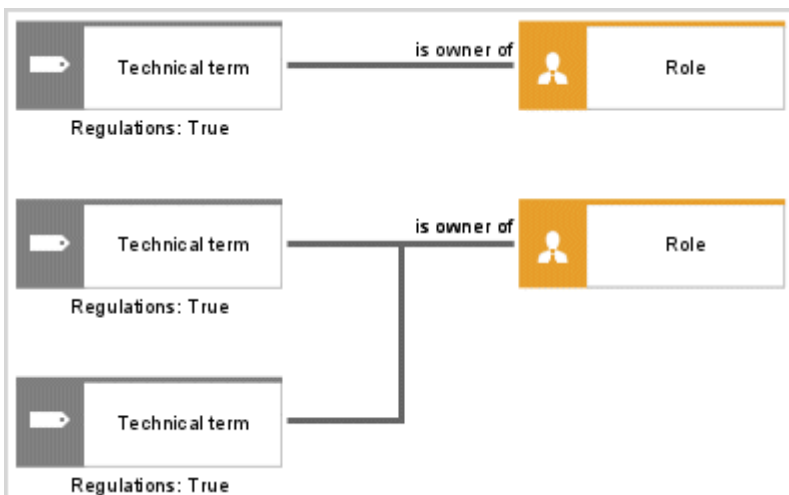 is owner of
Technical term
Role
Regulations: True
is owner of
Technical term
Role
Regulations: True
Technical term
Regulations: True